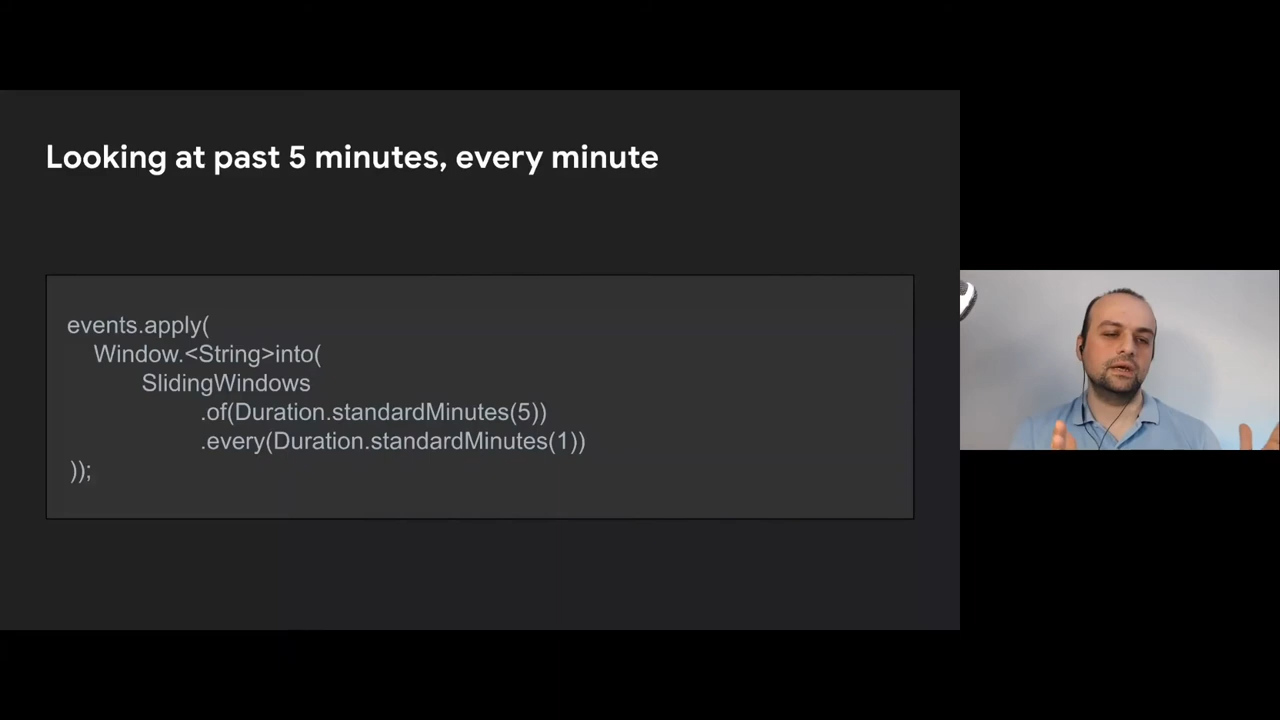 Looking at past 5 minutes, every minute
events.apply(
Window.<String>into(
SlidingWindows
.of(Duration.standardMinutes(5))
.every(Duration.standardMinutes(1))
));